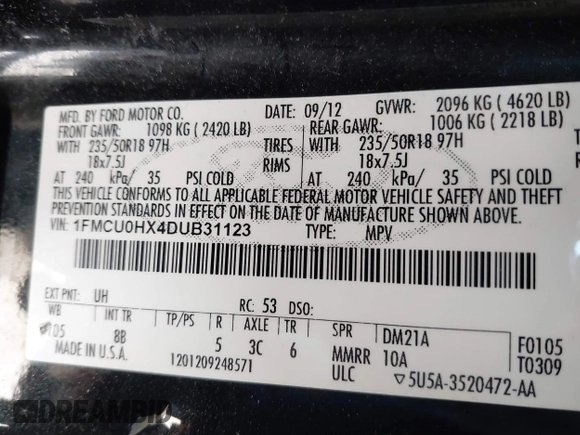 MFD. BY FORD MOTOR CO. DATE: 09/12 GVWR: 2096 KG (4620 LB)
FRONT GAWR: 1098 KG (2420 LB) REAR GAWR: 1006 KG (2218 LB)
WITH 235/50R18 97H TIRES WITH 235/50R18 97H
18x7.5J RIMS 18x7.5J
AT 240 kPa/ 35 PSI COLD AT 240 kPa/ 35 PSI COLD
THIS VEHICLE CONFORMS TO ALL APPLICABLE FEDERAL MOTOR VEHICLE SAFETY AND THEFT
PREVENTION STANDARDS IN EFFECT ON THE DATE OF MANUFACTURE SHOWN ABOVE.
VIN: 1FMCU0HX4DUB31123 TYPE: MPV
EXT PNT: UH RC: 53 DSO:
WB INT TR TP/PS R AXLE TR SPR DM21A F0105
105 8B 5 3C 6 MMRR 10A T0309
MADE IN U.S.A. 1201209248571 ULC ▽5U5A-3520472-AA
DREAMBID